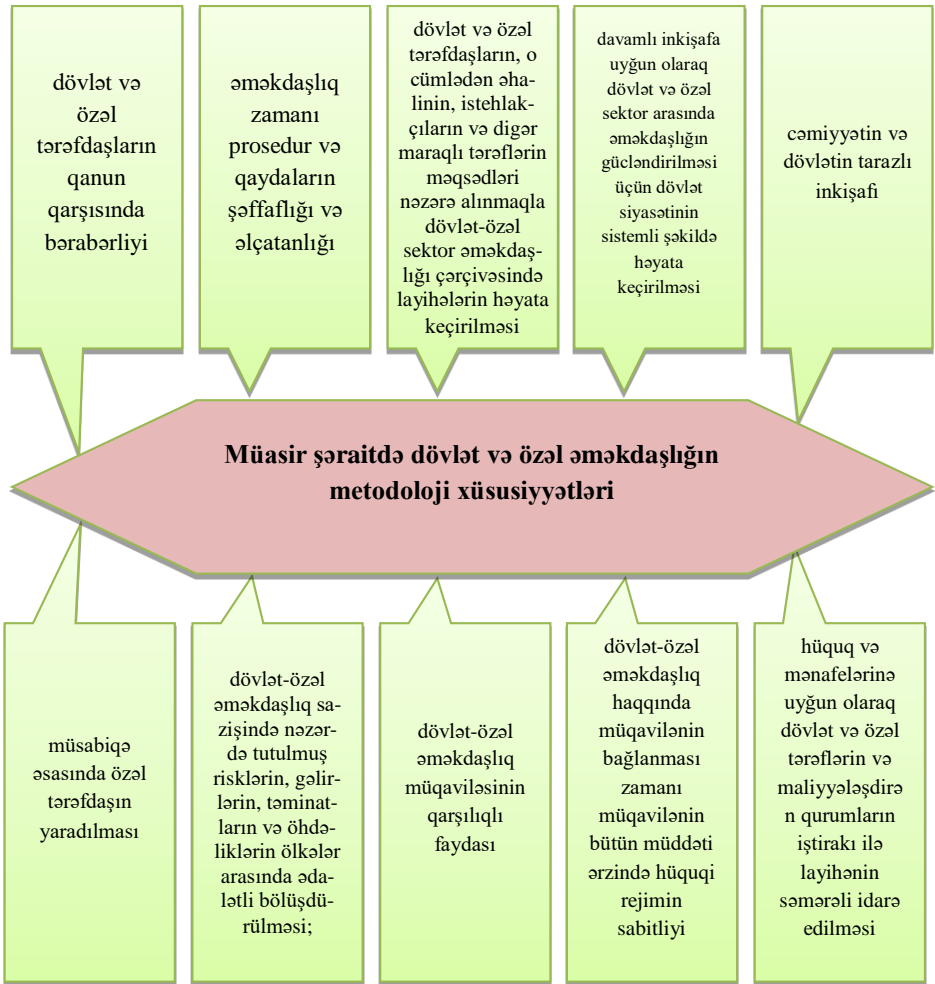 dövlət və
özəl
tərəfdaşların
qanun
qarşısında
bərabərliyi
əməkdaşlıq
zamanı
prosedur və
qaydaların
şəffaflığı və
əlçatanlığı
dövlət və özəl
tərəfdaşların, o
cümlədən əha-
linin, istehlak-
çıların və digər
maraqlı tərəflərin
məqsədləri
nəzərə alınmaqla
dövlət-özəl
sektor əməkdaş-
lığı çərçivəsində
layihələrin həyata
keçirilməsi
davamlı inkişafa
uyğun olaraq
dövlət və özəl
sektor arasında
əməkdaşlığın
gücləndirilməsi
üçün dövlət
siyasətinin
sistemli şəkildə
həyata
keçirilməsi
cəmiyyətin və
dövlətin tarazlı
inkişafi
Müasir şəraitdə dövlət və özəl əməkdaşlığın
metodoloji xüsusiyyətləri
müsabiqə
əsasında özəl
tərəfdaşın
yaradılması
dövlət-özəl
əməkdaşlıq sa-
zişində nəzər-
də tutulmuş
risklərin, gəlir-
lərin, təminat-
ların və öhdə-
liklərin ölkələr
arasında əda-
lətli bölüşdü-
rülməsi;
dövlət-özəl
əməkdaşlıq
müqaviləsinin
qarşılıqlı
faydası
dövlət-özəl
əməkdaşlıq
haqqında
müqavilənin
bağlanması
zamanı
müqavilənin
bütün müddəti
ərzində hüquqi
rejimin
sabitliyi
hüquq və
mənafelərinə
uyğun olaraq
dövlət və özəl
tərəflərin və
maliyyələşdirə
n qurumların
iştirakı ilə
layihənin
səmərəli idarə
edilməsi